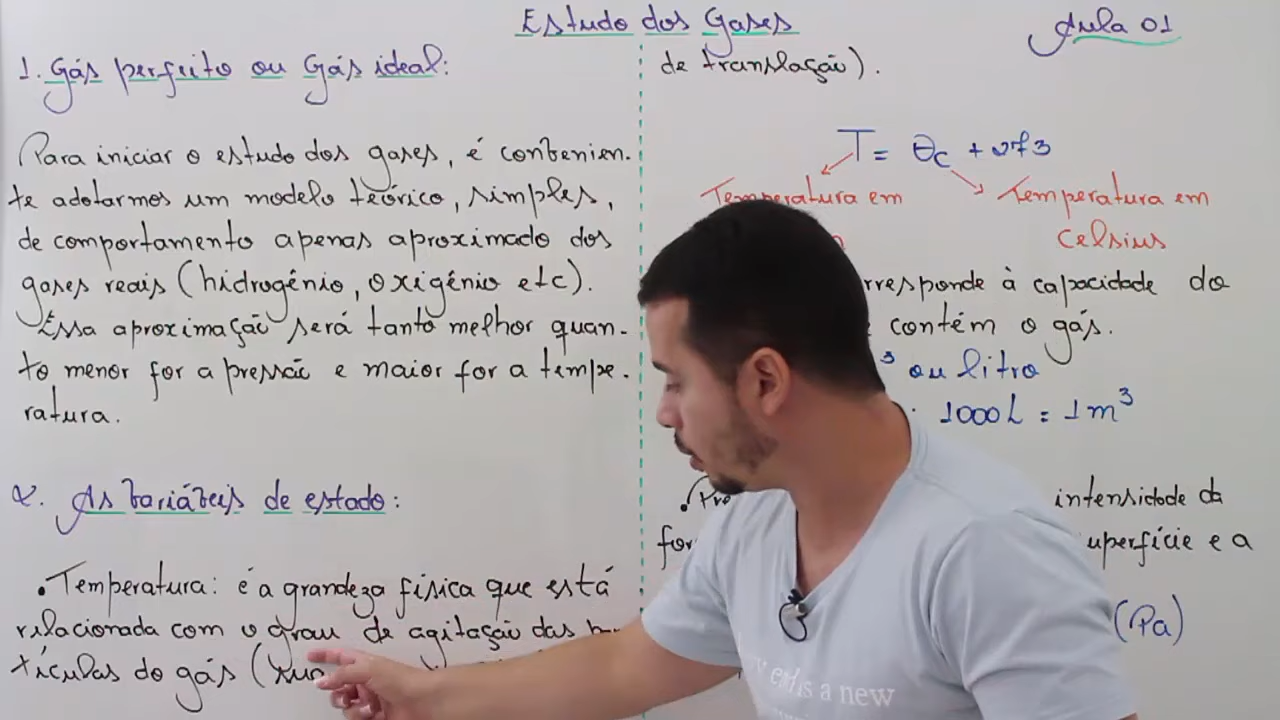 Estudo dos Gases
Aula 01
1. Gás perfeito ou Gás ideal:
Para iniciar o estudo dos gases, é convenien-
te adotarmos um modelo teórico, simples,
de comportamento apenas aproximado dos
gases reais (hidrogênio, oxigênio etc).
Essa aproximação será tanto melhor quan-
to menor for a pressão e maior for a tempe-
ratura.
2. As variáveis de estado:
• Temperatura: é a grandeza física que está
relacionada com o grau de agitação das
tículas do gás
de translação).
T = θc + 273
Temperatura em
Temperatura em
Celsius
à capacidade do
contém o gás.
³ ou litro
1000L = 1m³
intensidade da
e a
(Pa)
is a new